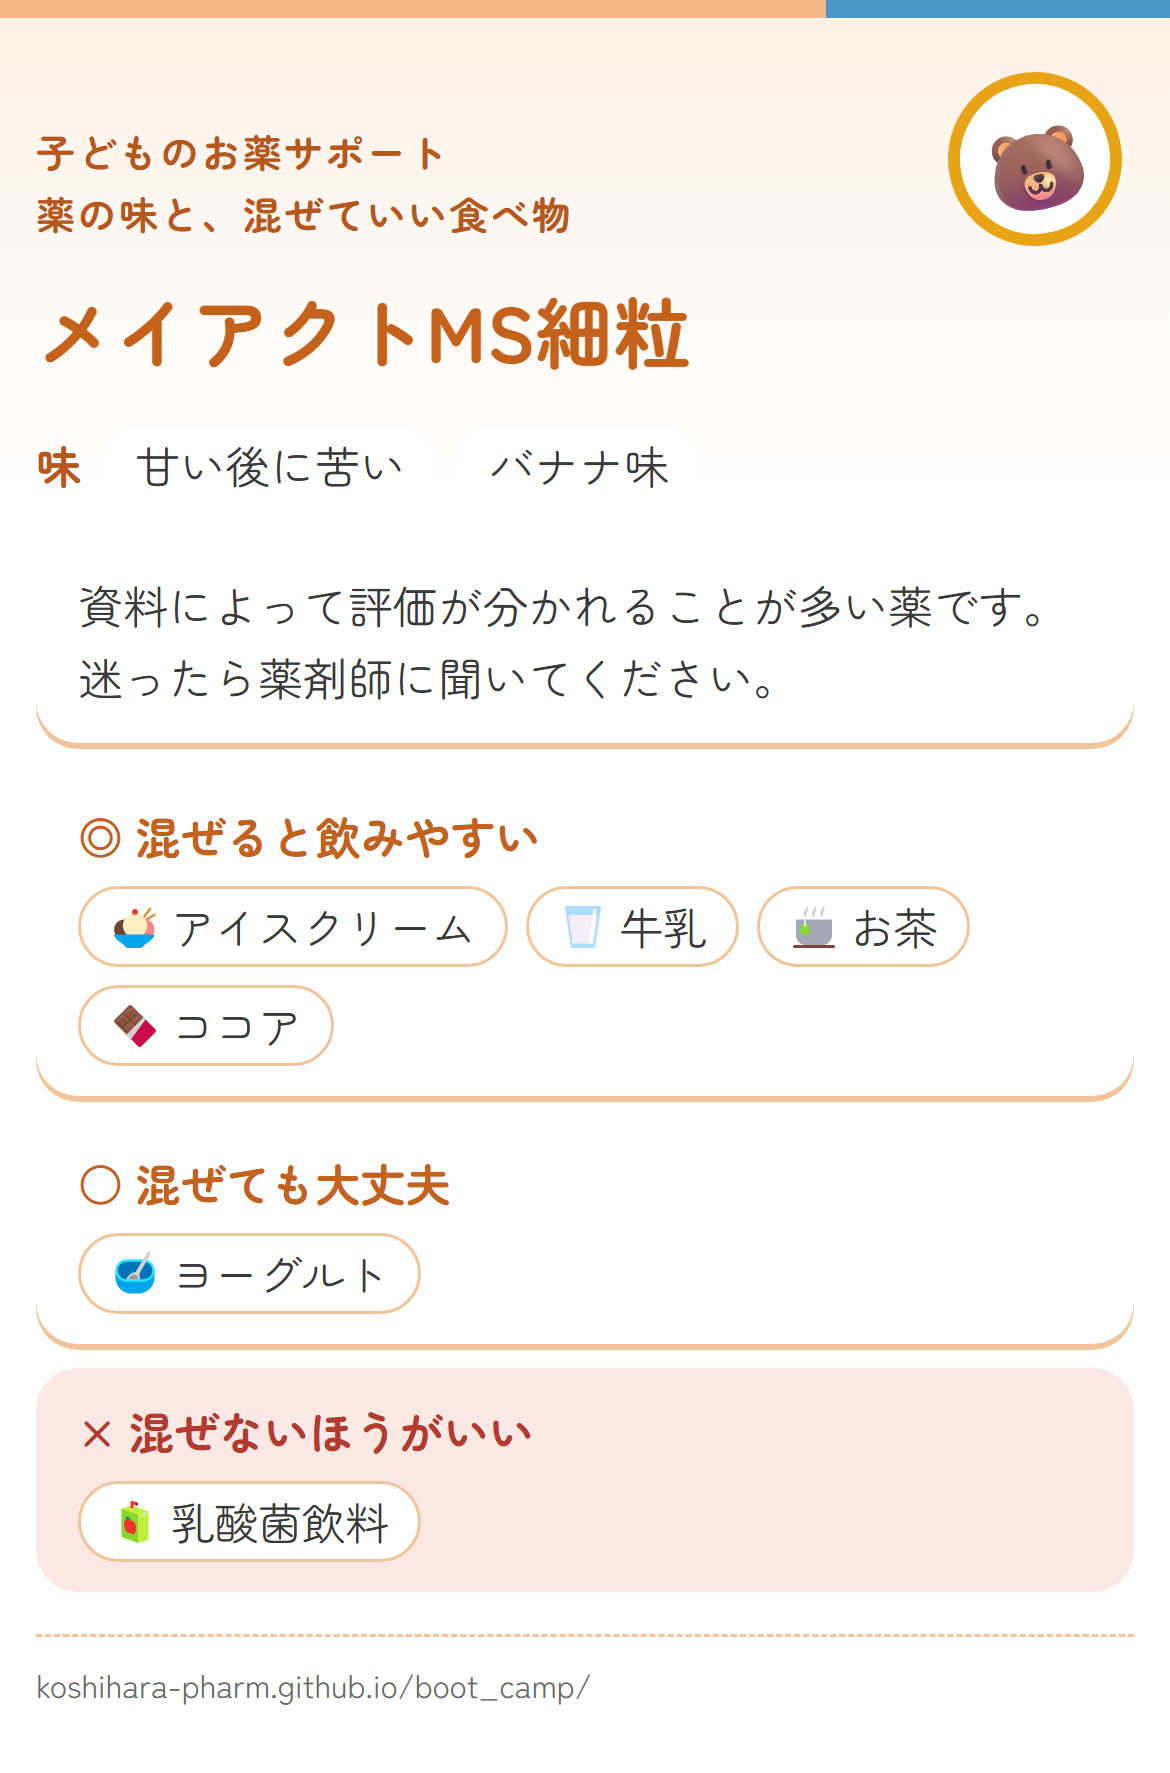 子どものお薬サポート
薬の味と、混ぜていい食べ物
メイアクトMS細粒
味 甘い後に苦い バナナ味
資料によって評価が分かれることが多い薬です。
迷ったら薬剤師に聞いてください。
◎ 混ぜると飲みやすい
アイスクリーム 牛乳 お茶
ココア
○ 混ぜても大丈夫
ヨーグルト
× 混ぜないほうがいい
乳酸菌飲料
koshihara-pharm.github.io/boot_camp/